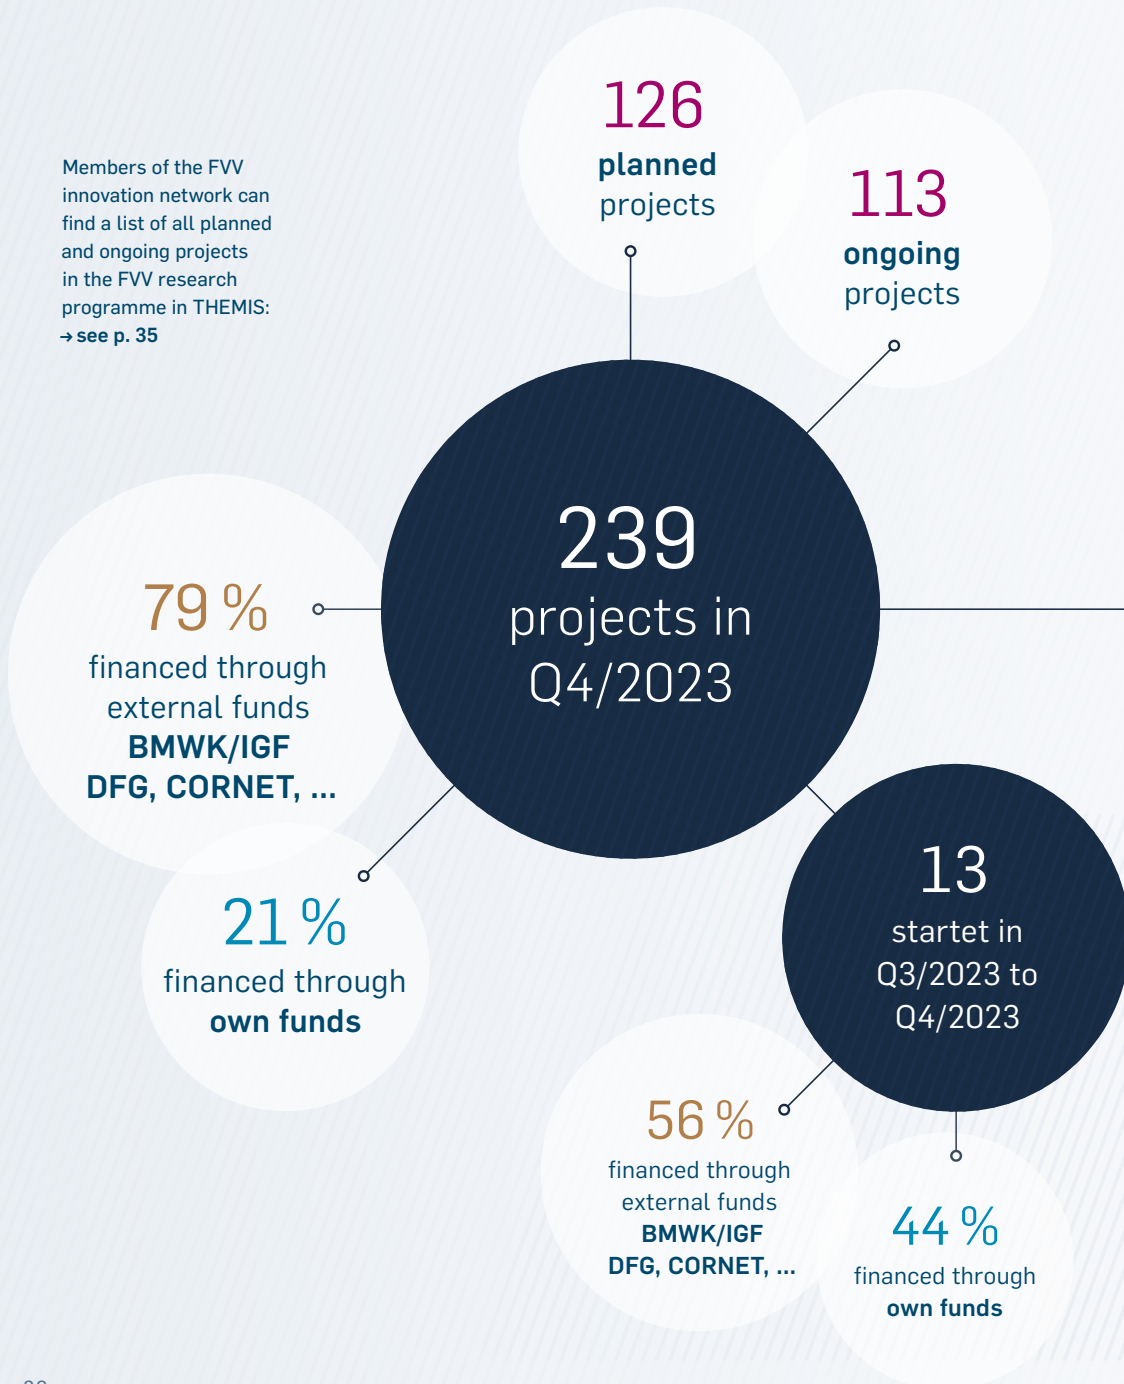 126
planned
projects
113
ongoing
projects
Members of the FVV
innovation network can
find a list of all planned
and ongoing projects
in the FVV research
programme in THEMIS:
→ see p. 35
239
projects in
Q4/2023
79 %
financed through
external funds
BMWK/IGF
DFG, CORNET, ...
21 %
financed through
own funds
13
startet in
Q3/2023 to
Q4/2023
56 %
financed through
external funds
BMWK/IGF
DFG, CORNET, ...
44 %
financed through
own funds